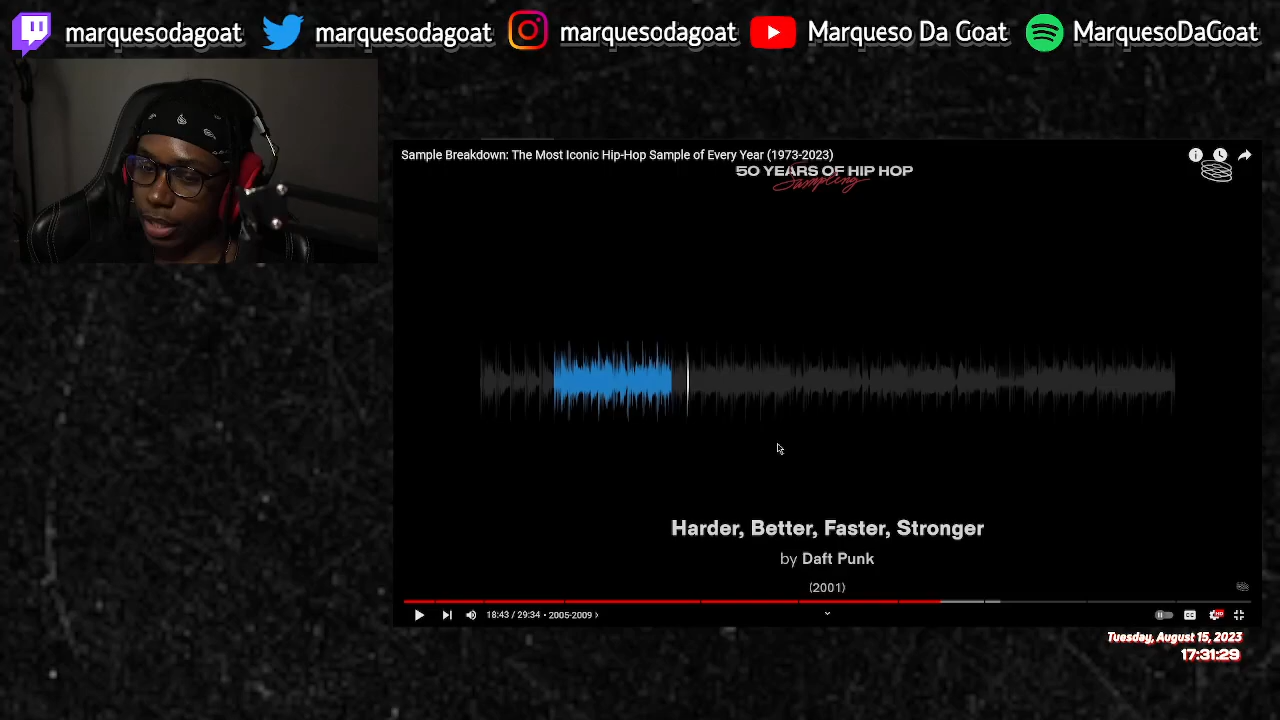 marquesodagoat
marquesodagoat
marquesodagoat
Marqueso Da Goat
MarquesoDaGoat
Sample Breakdown: The Most Iconic Hip-Hop Sample of Every Year (1973-2023)
50 YEARS OF HIP HOP
Sampling
Harder, Better, Faster, Stronger
by Daft Punk
(2001)
18:43 / 29:34 • 2005-2009 ›
HD
Tuesday, August 15, 2023
17:31:29